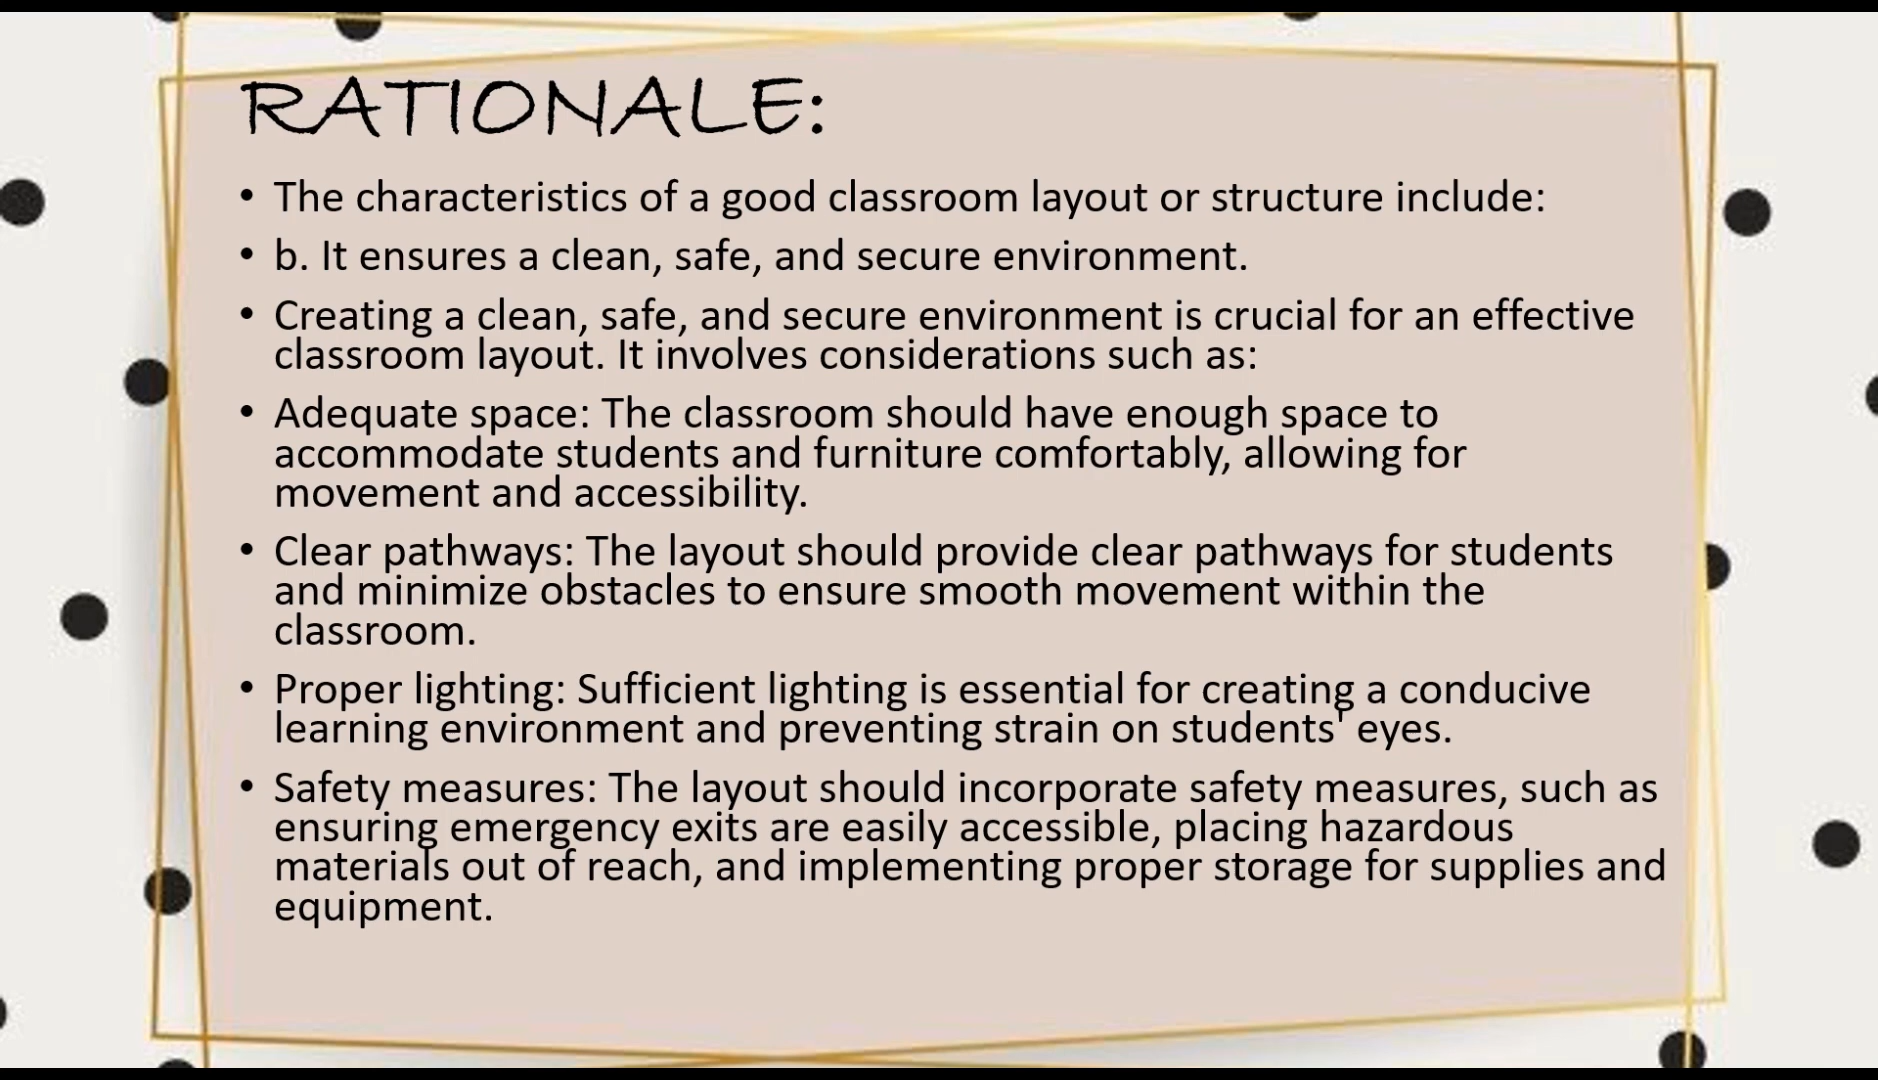 RATIONALE:
• The characteristics of a good classroom layout or structure include:
• b. It ensures a clean, safe, and secure environment.
• Creating a clean, safe, and secure environment is crucial for an effective
classroom layout. It involves considerations such as:
• Adequate space: The classroom should have enough space to
accommodate students and furniture comfortably, allowing for
movement and accessibility.
• Clear pathways: The layout should provide clear pathways for students
and minimize obstacles to ensure smooth movement within the
classroom.
• Proper lighting: Sufficient lighting is essential for creating a conducive
learning environment and preventing strain on students' eyes.
• Safety measures: The layout should incorporate safety measures, such as
ensuring emergency exits are easily accessible, placing hazardous
materials out of reach, and implementing proper storage for supplies and
equipment.